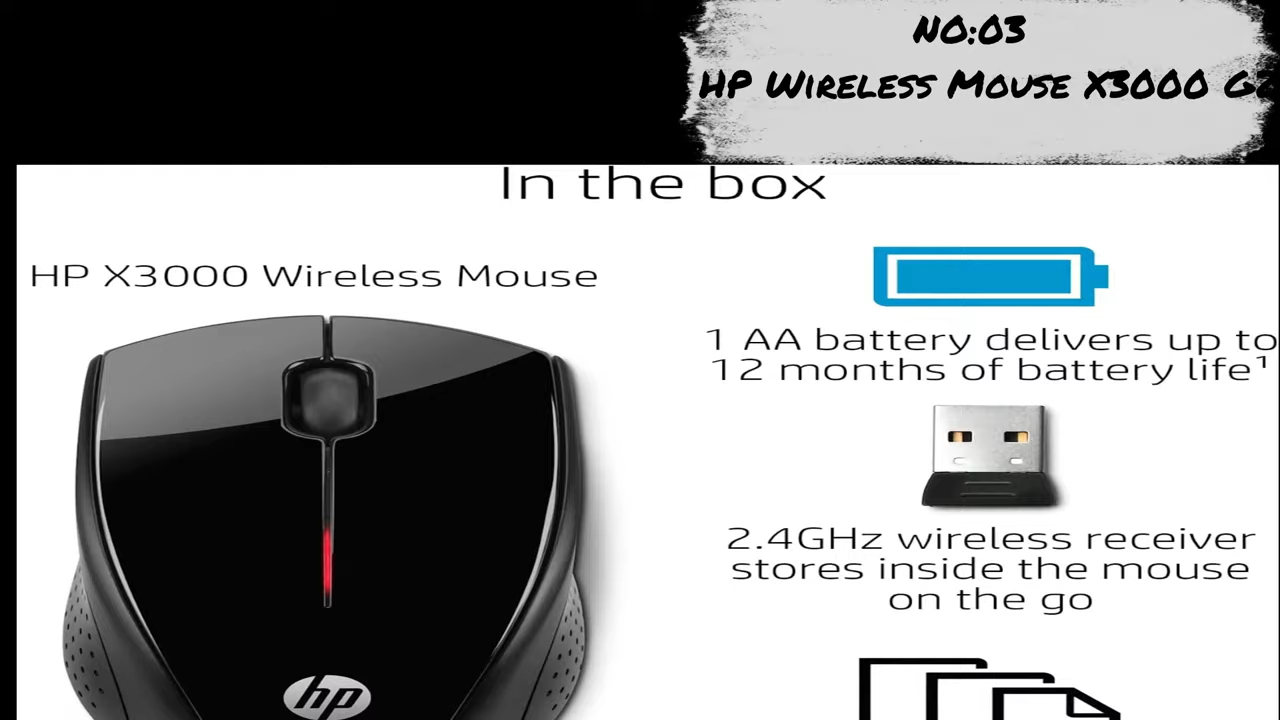 NO:03
HP Wireless Mouse X3000 G2
In the box
HP X3000 Wireless Mouse
1 AA battery delivers up to
12 months of battery life¹
2.4GHz wireless receiver
stores inside the mouse
on the go
hp